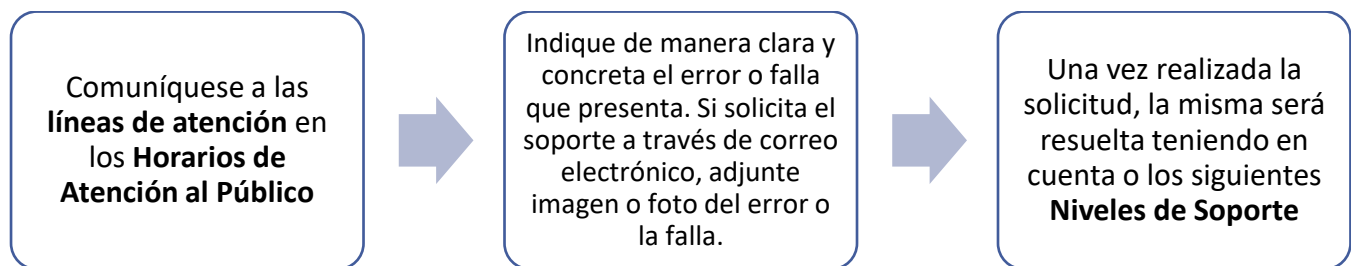 Comuníquese a las
líneas de atención en
los Horarios de
Atención al Público
Indique de manera clara y
concreta el error o falla
que presenta. Si solicita el
soporte a través de correo
electrónico, adjunte
imagen o foto del error o
la falla.
Una vez realizada la
solicitud, la misma será
resuelta teniendo en
cuenta o los siguientes
Niveles de Soporte